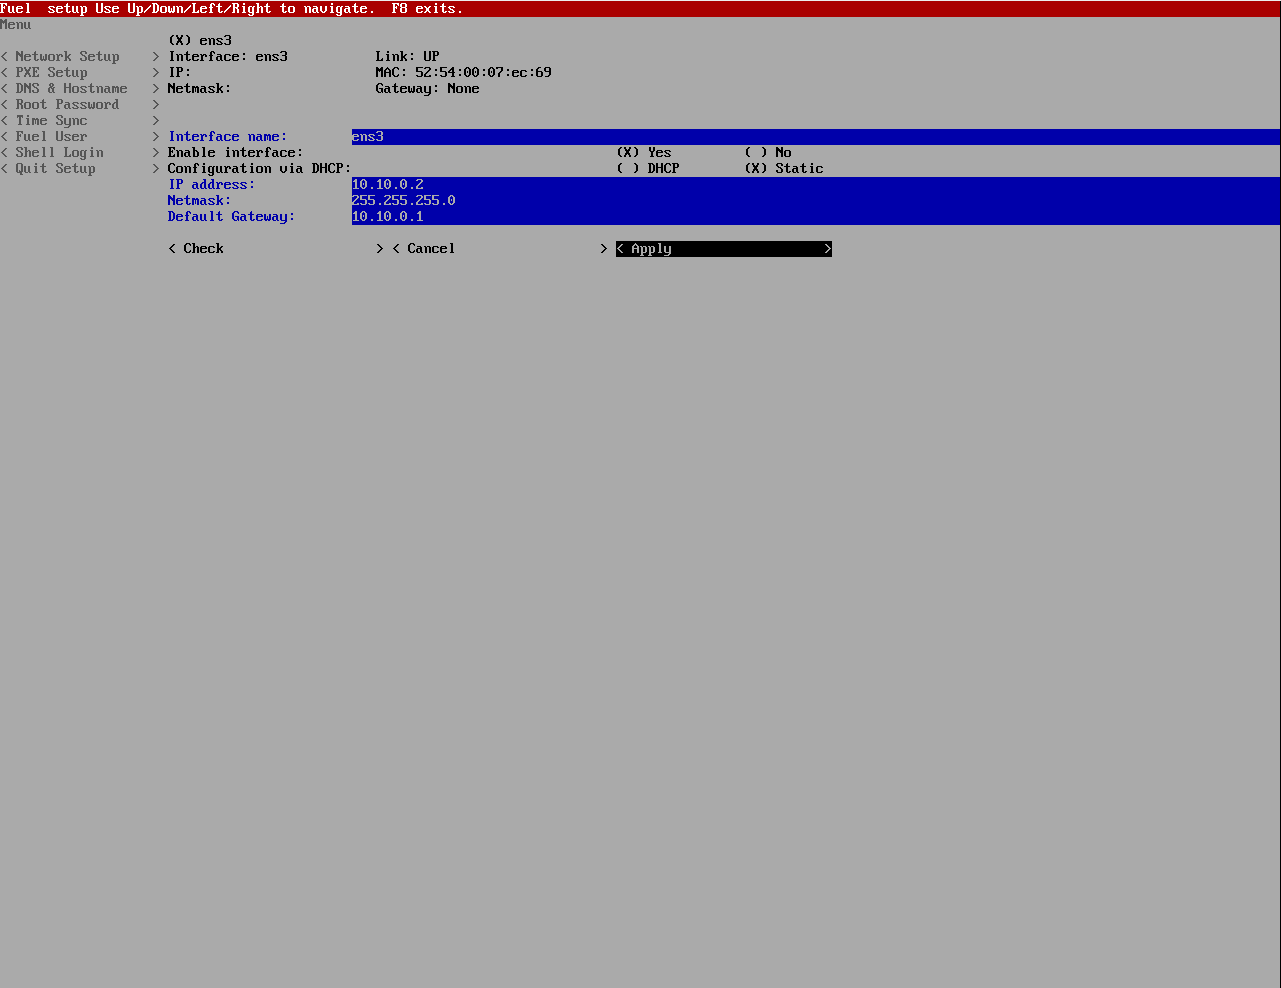 Fuel  setup Use Up/Down/Left/Right to navigate.  F8 exits.
Menu
(X) ens3
< Network Setup    > Interface: ens3           Link: UP
< PXE Setup        > IP:                       MAC: 52:54:00:07:ec:69
< DNS & Hostname   > Netmask:                  Gateway: None
< Root Password    >
< Time Sync        >
< Fuel User        > Interface name:        ens3
< Shell Login      > Enable interface:                                 (X) Yes         ( ) No
< Quit Setup       > Configuration via DHCP:                           ( ) DHCP        (X) Static
IP address:            10.10.0.2
Netmask:               255.255.255.0
Default Gateway:       10.10.0.1
< Check                   > < Cancel                  > < Apply                   >